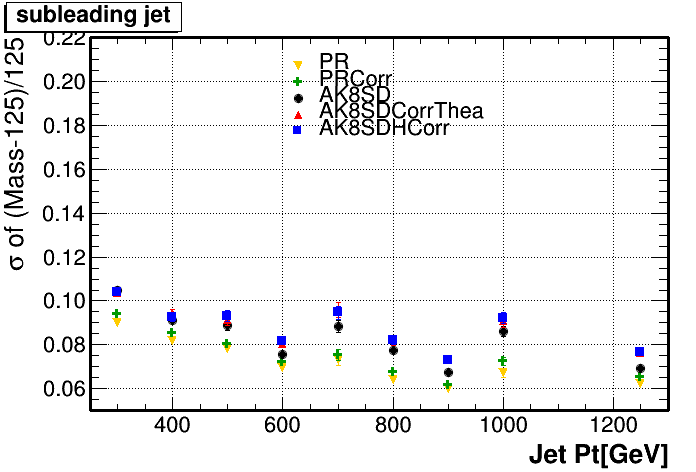 subleading jet
σ of (Mass-125)/125
0.22
0.20
0.18
0.16
0.14
0.12
0.10
0.08
0.06
PR
PRCorr
AK8SD
AK8SDCorrThea
AK8SDHCorr
400 600 800 1000 1200
Jet Pt[GeV]